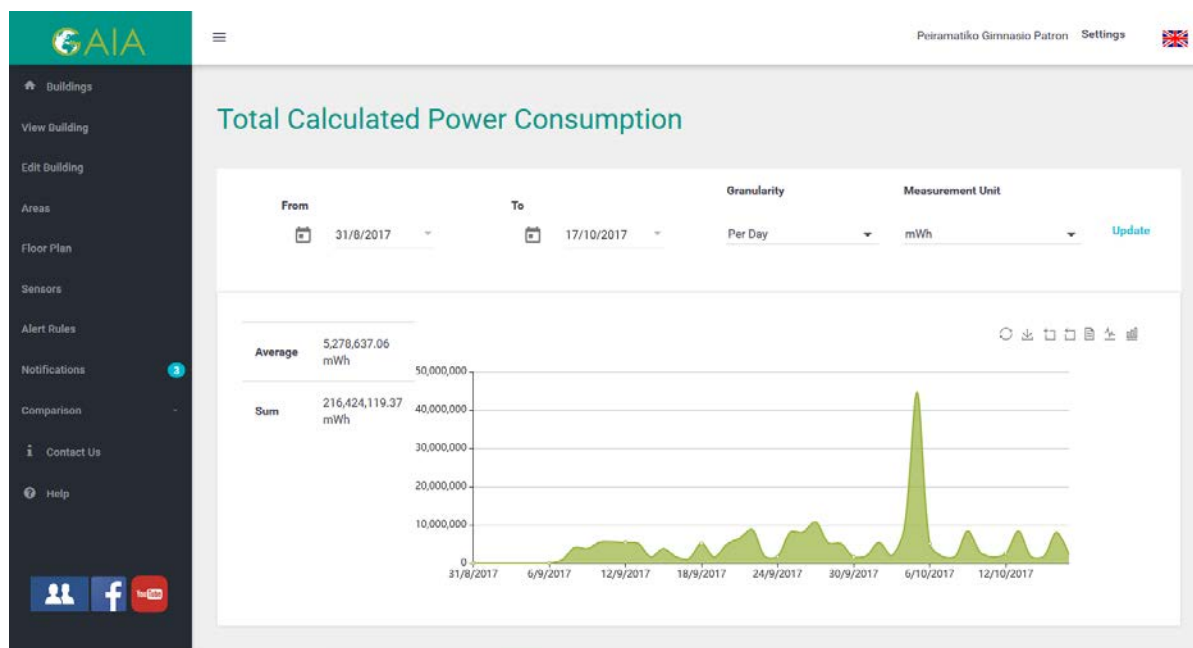 GAIA
Peiramatiko Gimnasio Patron Settings
Buildings
View Building
Edit Building
Areas
Floor Plan
Sensors
Alert Rules
Notifications 3
Comparison
Contact Us
Help
You Tube
Total Calculated Power Consumption
From
31/8/2017
To
17/10/2017
Granularity
Per Day
Measurement Unit
mWh
Update
Average 5,278,637.06
mWh
Sum 216,424,119.37
mWh
50,000,000
40,000,000
30,000,000
20,000,000
10,000,000
0
31/8/2017 6/9/2017 12/9/2017 18/9/2017 24/9/2017 30/9/2017 6/10/2017 12/10/2017